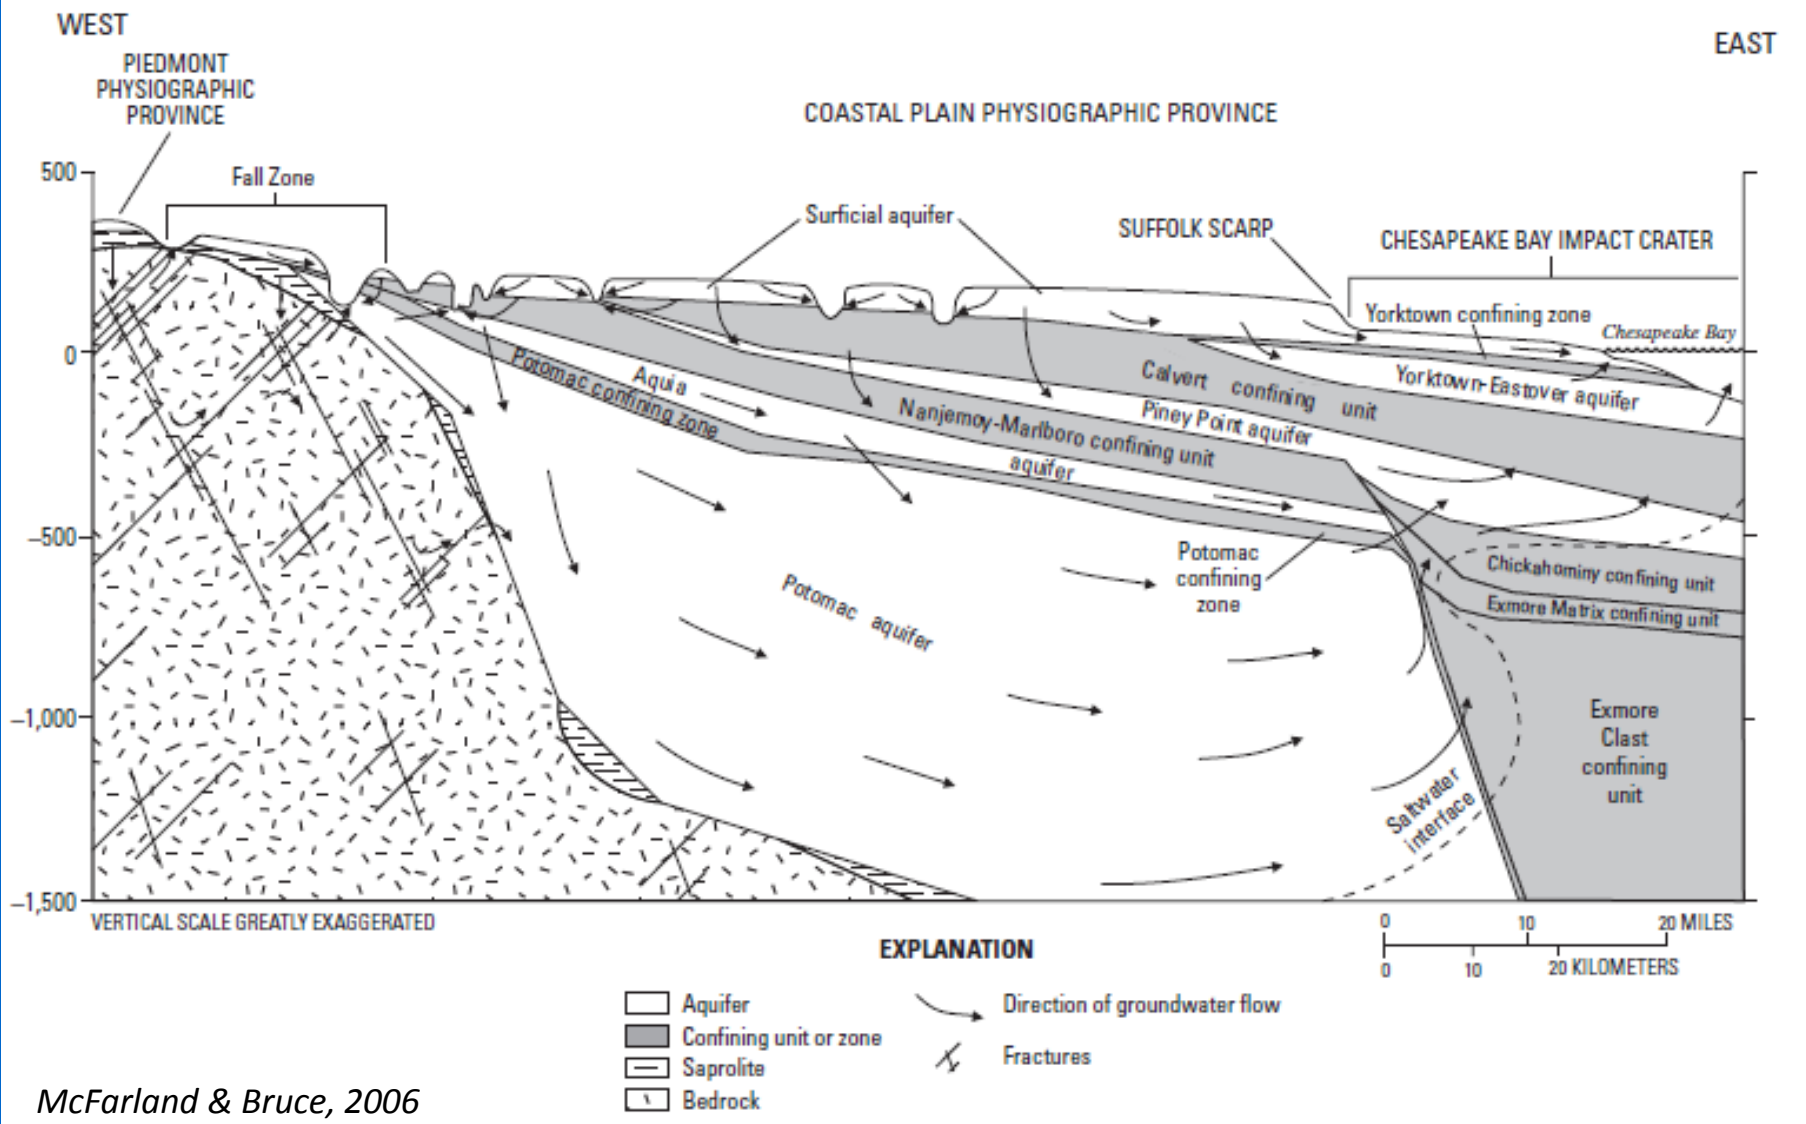 WEST
EAST
PIEDMONT
PHYSIOGRAPHIC
PROVINCE
COASTAL PLAIN PHYSIOGRAPHIC PROVINCE
500
Fall Zone
Surficial aquifer
SUFFOLK SCARP
CHESAPEAKE BAY IMPACT CRATER
Yorktown confining zone
Chesapeake Bay
0
Potomac confining zone
Aquia
Calvert confining unit
Yorktown-Eastover aquifer
Nanjemoy-Marlboro confining unit
Piney Point aquifer
aquifer
–500
Potomac
confining
zone
Chickahominy confining unit
Exmore Matrix confining unit
Potomac aquifer
–1,000
Exmore
Clast
confining
unit
Saltwater
interface
–1,500
VERTICAL SCALE GREATLY EXAGGERATED
0 10 20 MILES
0 10 20 KILOMETERS
EXPLANATION
Aquifer
Confining unit or zone
Saprolite
Bedrock
Direction of groundwater flow
Fractures
McFarland & Bruce, 2006